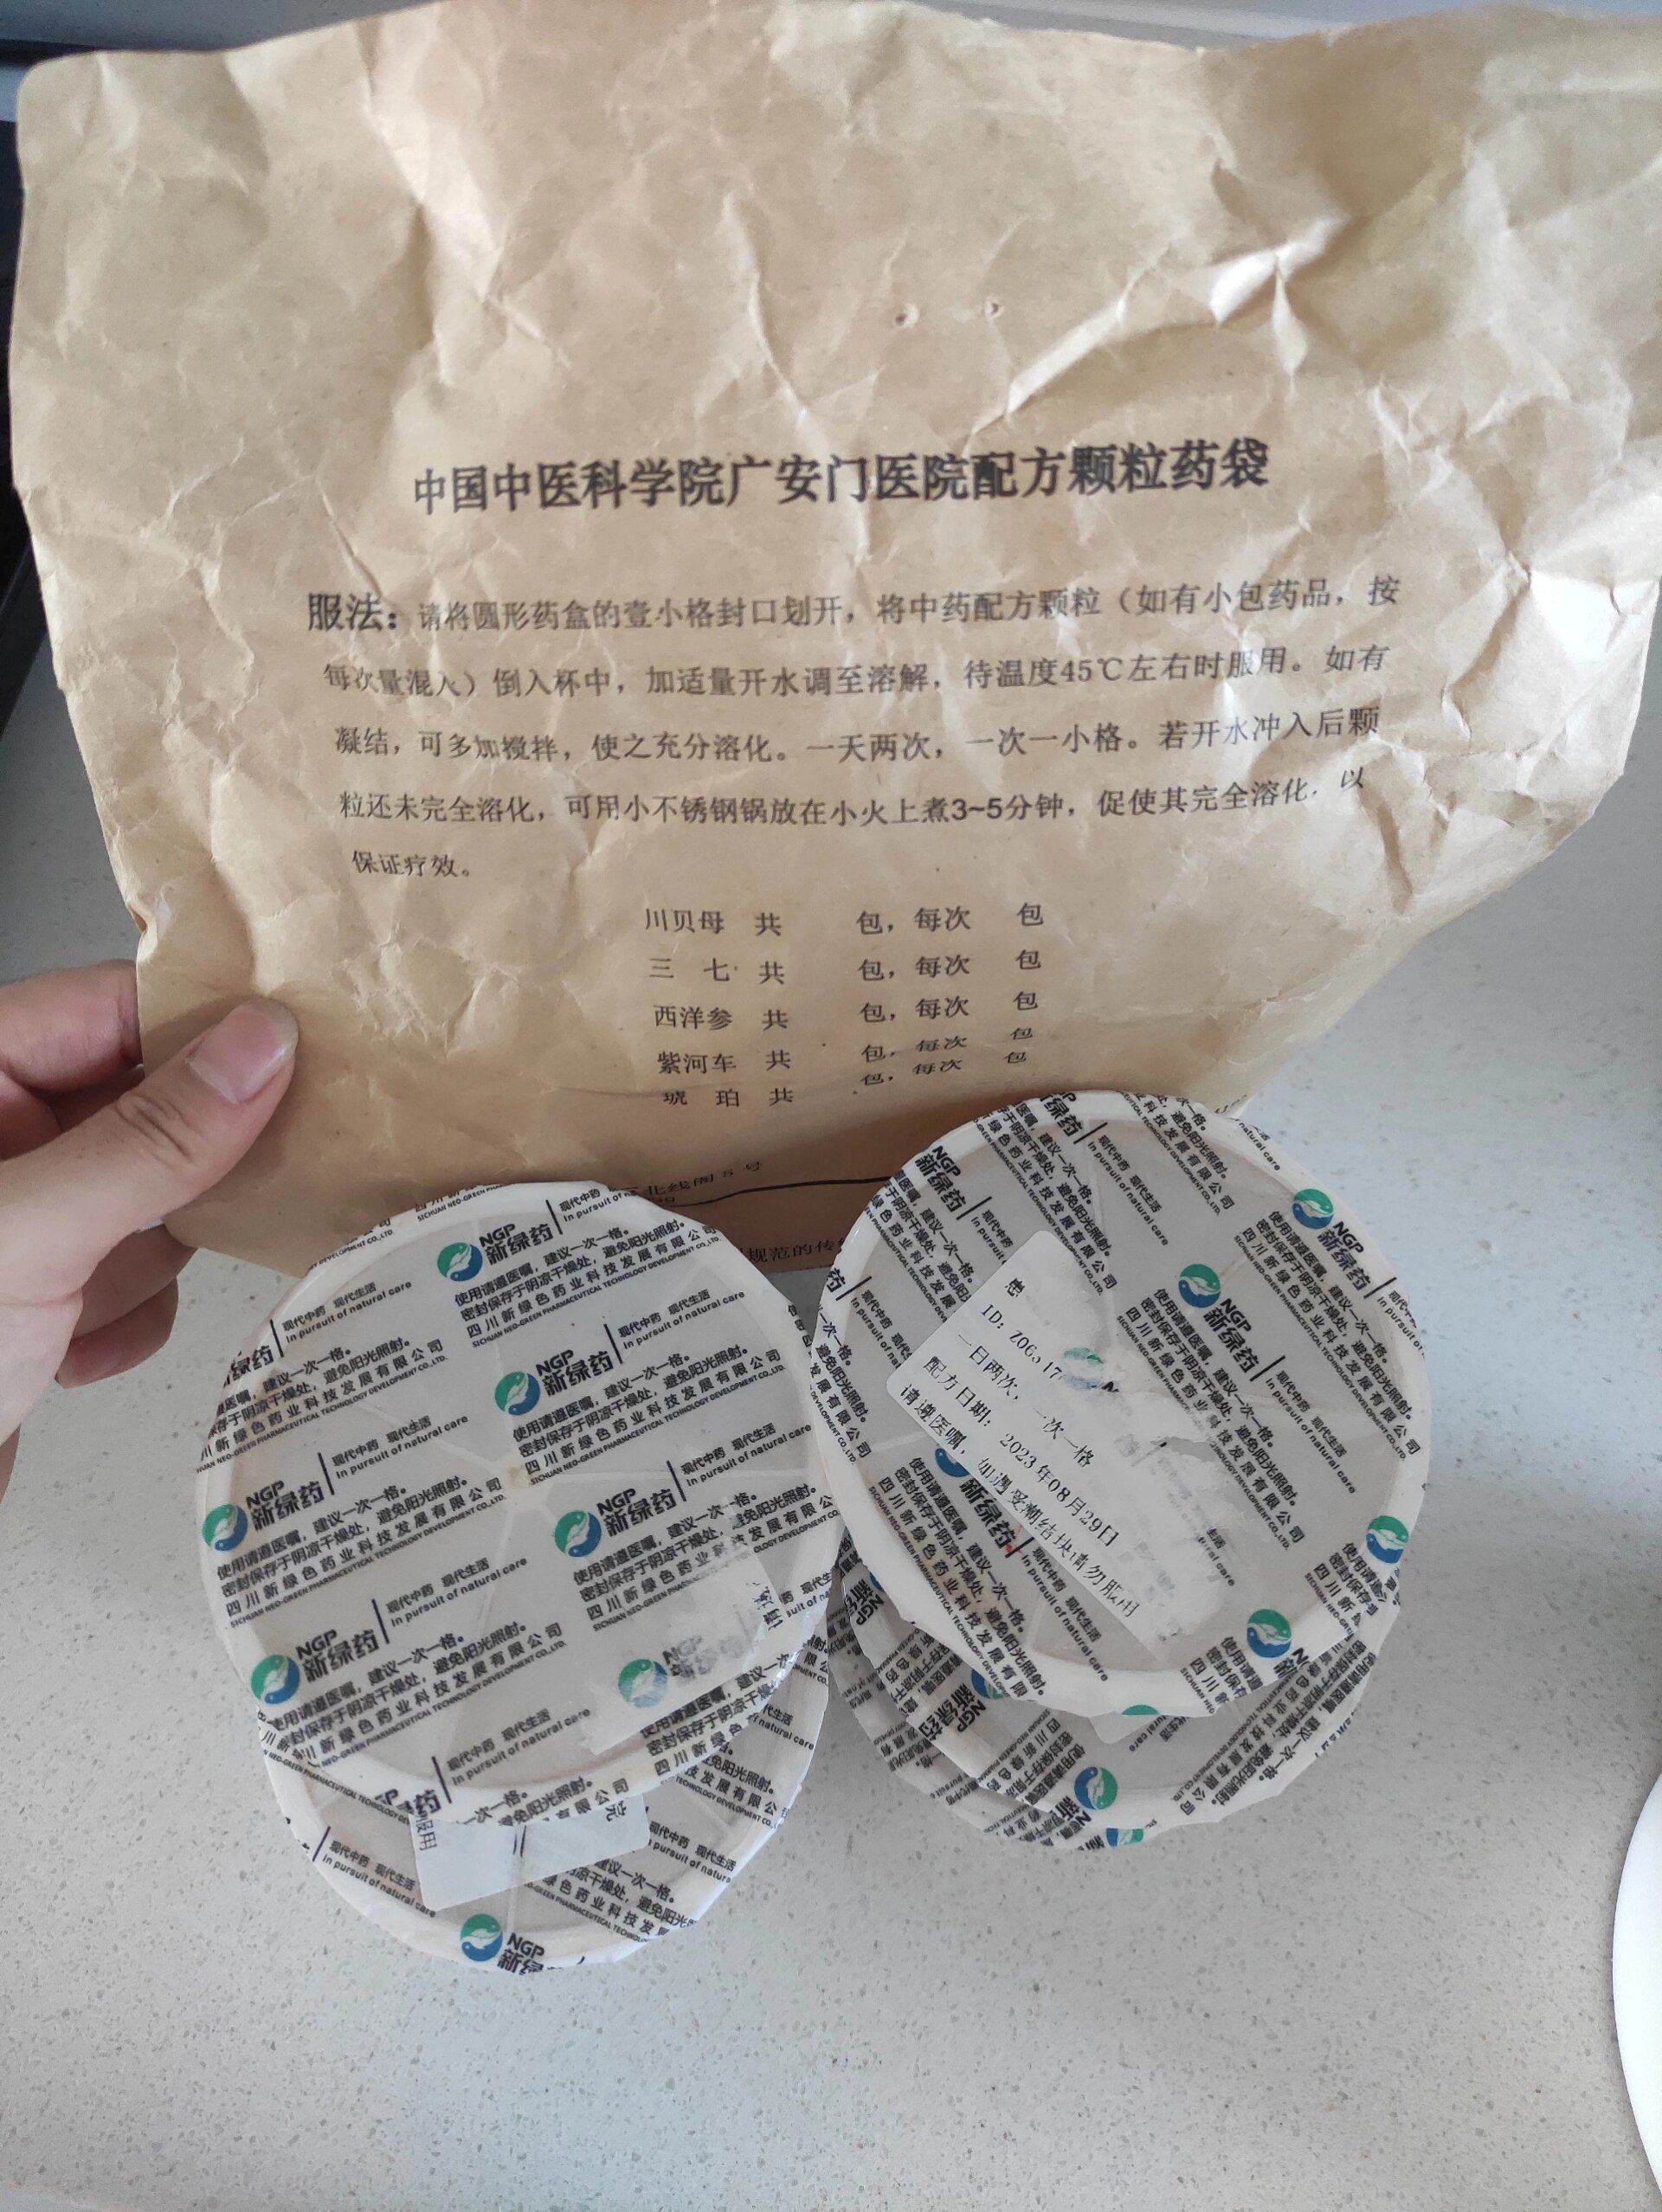 中国中医科学院广安门医院配方颗粒药袋
服法：请将圆形药盒的壹小格封口划开，将中药配方颗粒（如有小包药品，按
每次量混入）倒入杯中，加适量开水调至溶解，待温度45℃左右时服用。如有
凝结，可多加搅拌，使之充分溶化。一天两次，一次一小格。若开水冲入后颗
粒还未完全溶化，可用小不锈钢锅放在小火上煮3~5分钟，促使其完全溶化，以
保证疗效。
川贝母 共 包，每次 包
三 七 共 包，每次 包
西洋参 共 包，每次 包
紫河车 共 包，每次 包
琥 珀 共 包，每次 包
北线阁5号
规范的传
NGP
新绿药
现代中药 现代生活
In pursuit of natural care
使用请遵医嘱，建议一次一格。
密封保存于阴凉干燥处，避免阳光照射。
四川新绿色药业科技发展有限公司
SICHUAN NEO-GREEN PHARMACEUTICAL TECHNOLOGY DEVELOPMENT CO.,LTD.
患
一日两次，一次一格
配方日期：2023年08月29日
请遵医嘱，如遇受潮结块请勿服用
服用